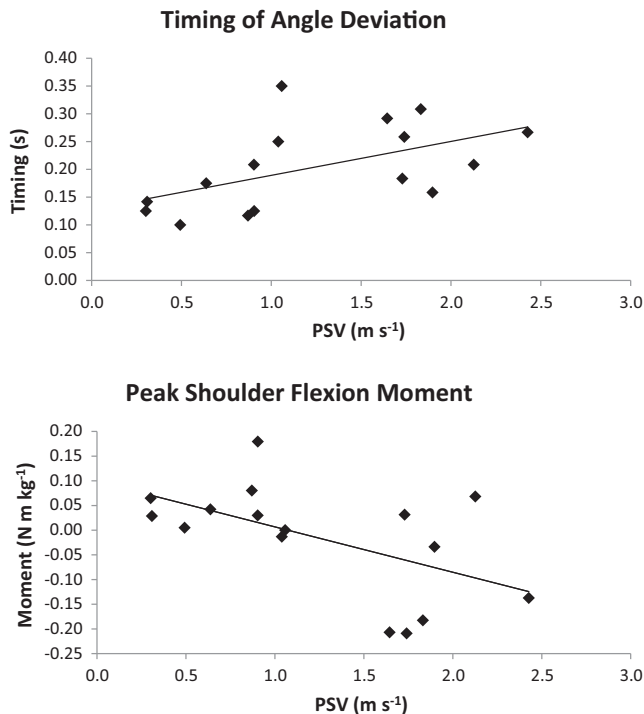 Timing of Angle Deviation
0.40
0.35
0.30
0.25
0.20
0.15
0.10
0.05
0.00
Timing (s)
0.0 0.5 1.0 1.5 2.0 2.5 3.0
PSV (m s⁻¹)
Peak Shoulder Flexion Moment
0.20
0.15
0.10
0.05
0.00
-0.05
-0.10
-0.15
-0.20
-0.25
Moment (N m kg⁻¹)
0.0 0.5 1.0 1.5 2.0 2.5 3.0
PSV (m s⁻¹)